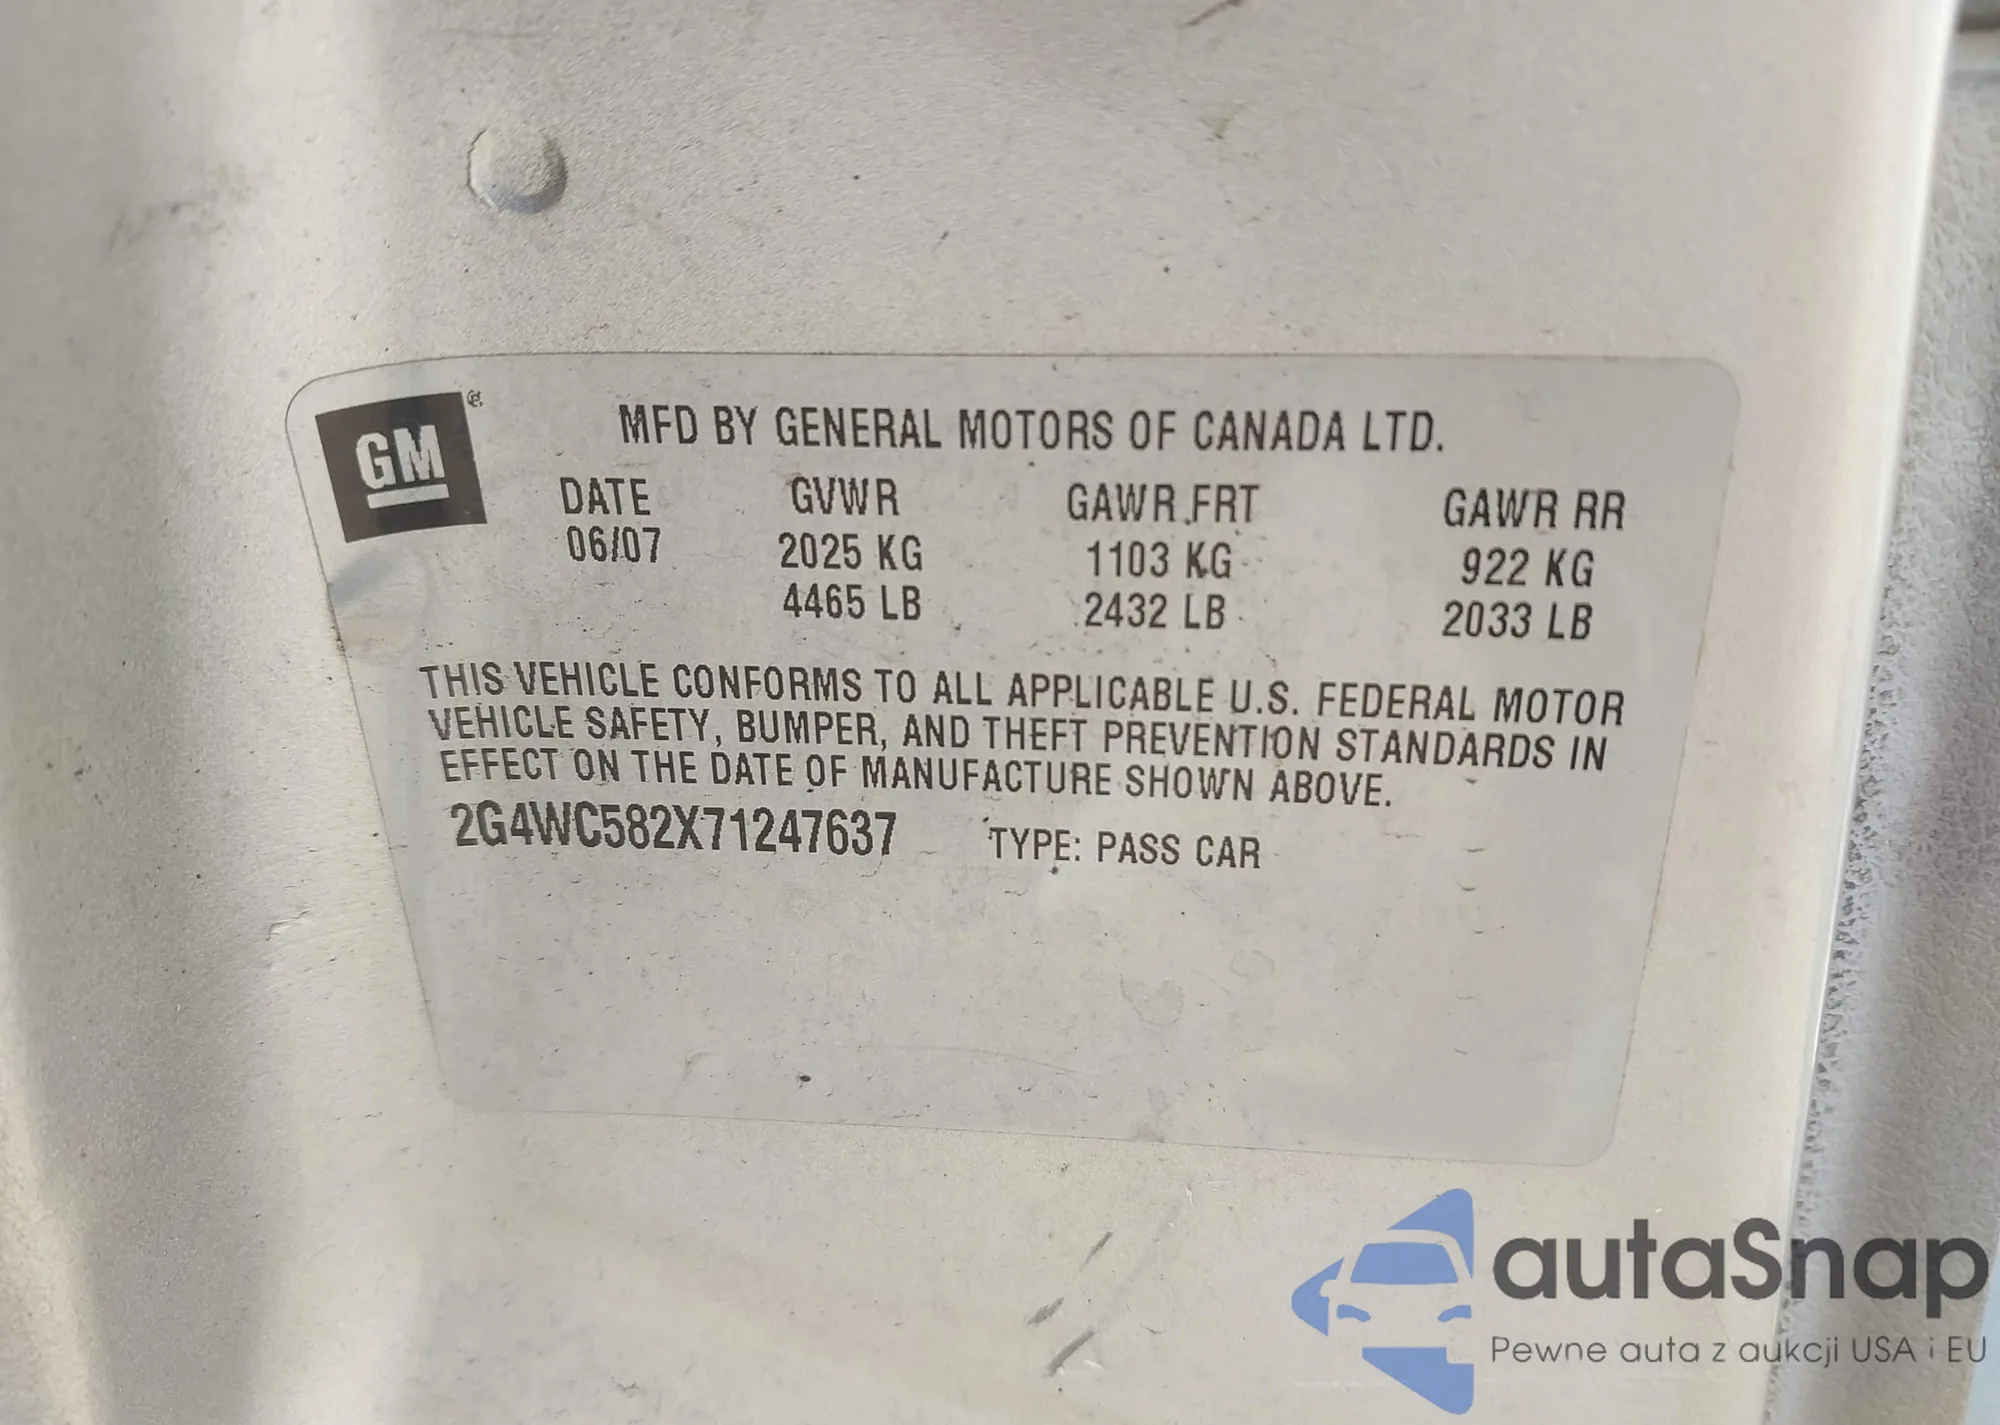 GM ®
MFD BY GENERAL MOTORS OF CANADA LTD.
DATE GVWR GAWR FRT GAWR RR
06/07 2025 KG 1103 KG 922 KG
4465 LB 2432 LB 2033 LB
THIS VEHICLE CONFORMS TO ALL APPLICABLE U.S. FEDERAL MOTOR
VEHICLE SAFETY, BUMPER, AND THEFT PREVENTION STANDARDS IN
EFFECT ON THE DATE OF MANUFACTURE SHOWN ABOVE.
2G4WC582X71247637 TYPE: PASS CAR
autaSnap
Pewne auta z aukcji USA i EU